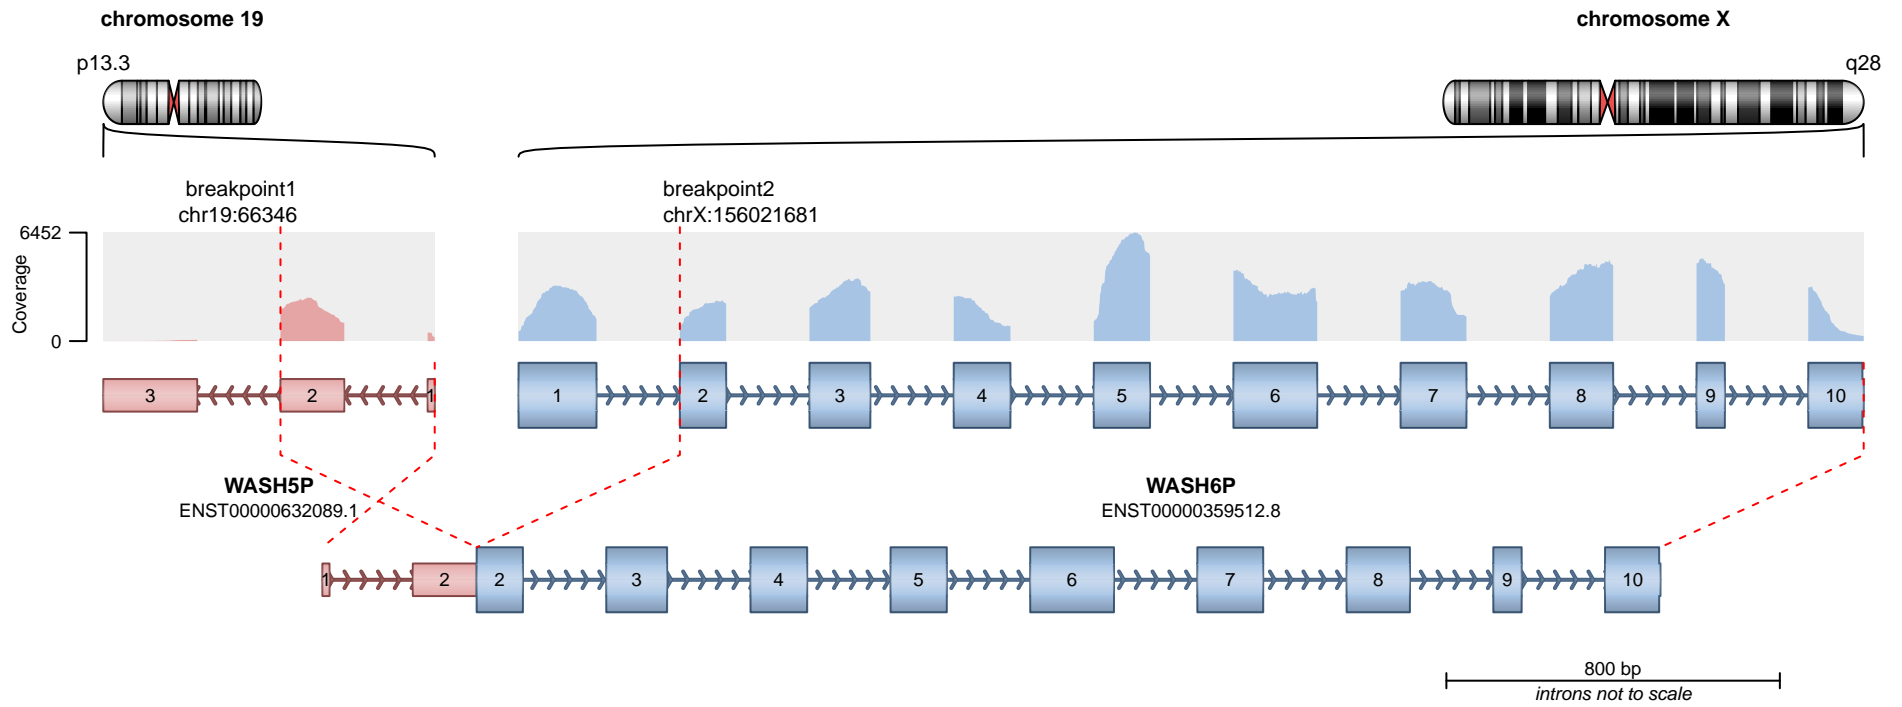 chromosome 19
chromosome X
p13.3
q28
breakpoint1
chr19:66346
breakpoint2
chrX:156021681
6452
Coverage
0
3
2
1
1
2
3
4
5
6
7
8
9
10
WASH5P
ENST00000632089.1
WASH6P
ENST00000359512.8
1
2
2
3
4
5
6
7
8
9
10
800 bp
introns not to scale